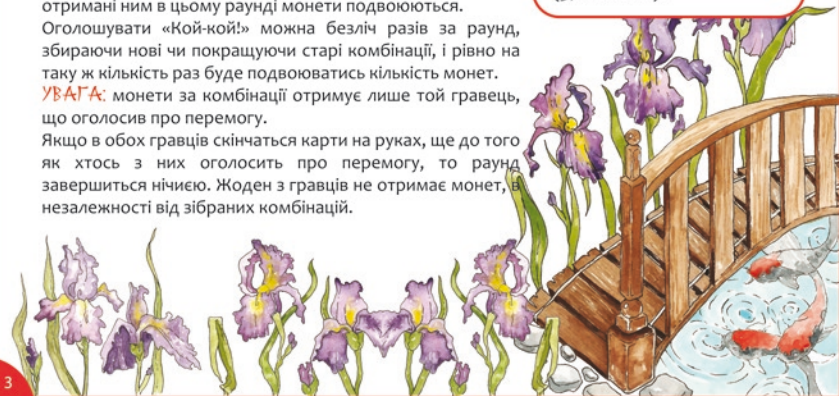 отримані ним в цьому раунді монети подвоюються.
Оголошувати «Кой-кой!» можна безліч разів за раунд,
збираючи нові чи покращуючи старі комбінації, і рівно на
таку ж кількість раз буде подвоюватись кількість монет.
УВАГА: монети за комбінації отримує лише той гравець,
що оголосив про перемогу.
Якщо в обох гравців скінчаться карти на руках, ще до того
як хтось з них оголосить про перемогу, то раунд
завершиться нічиєю. Жоден з гравців не отримає монет, в
незалежності від зібраних комбінацій.
3